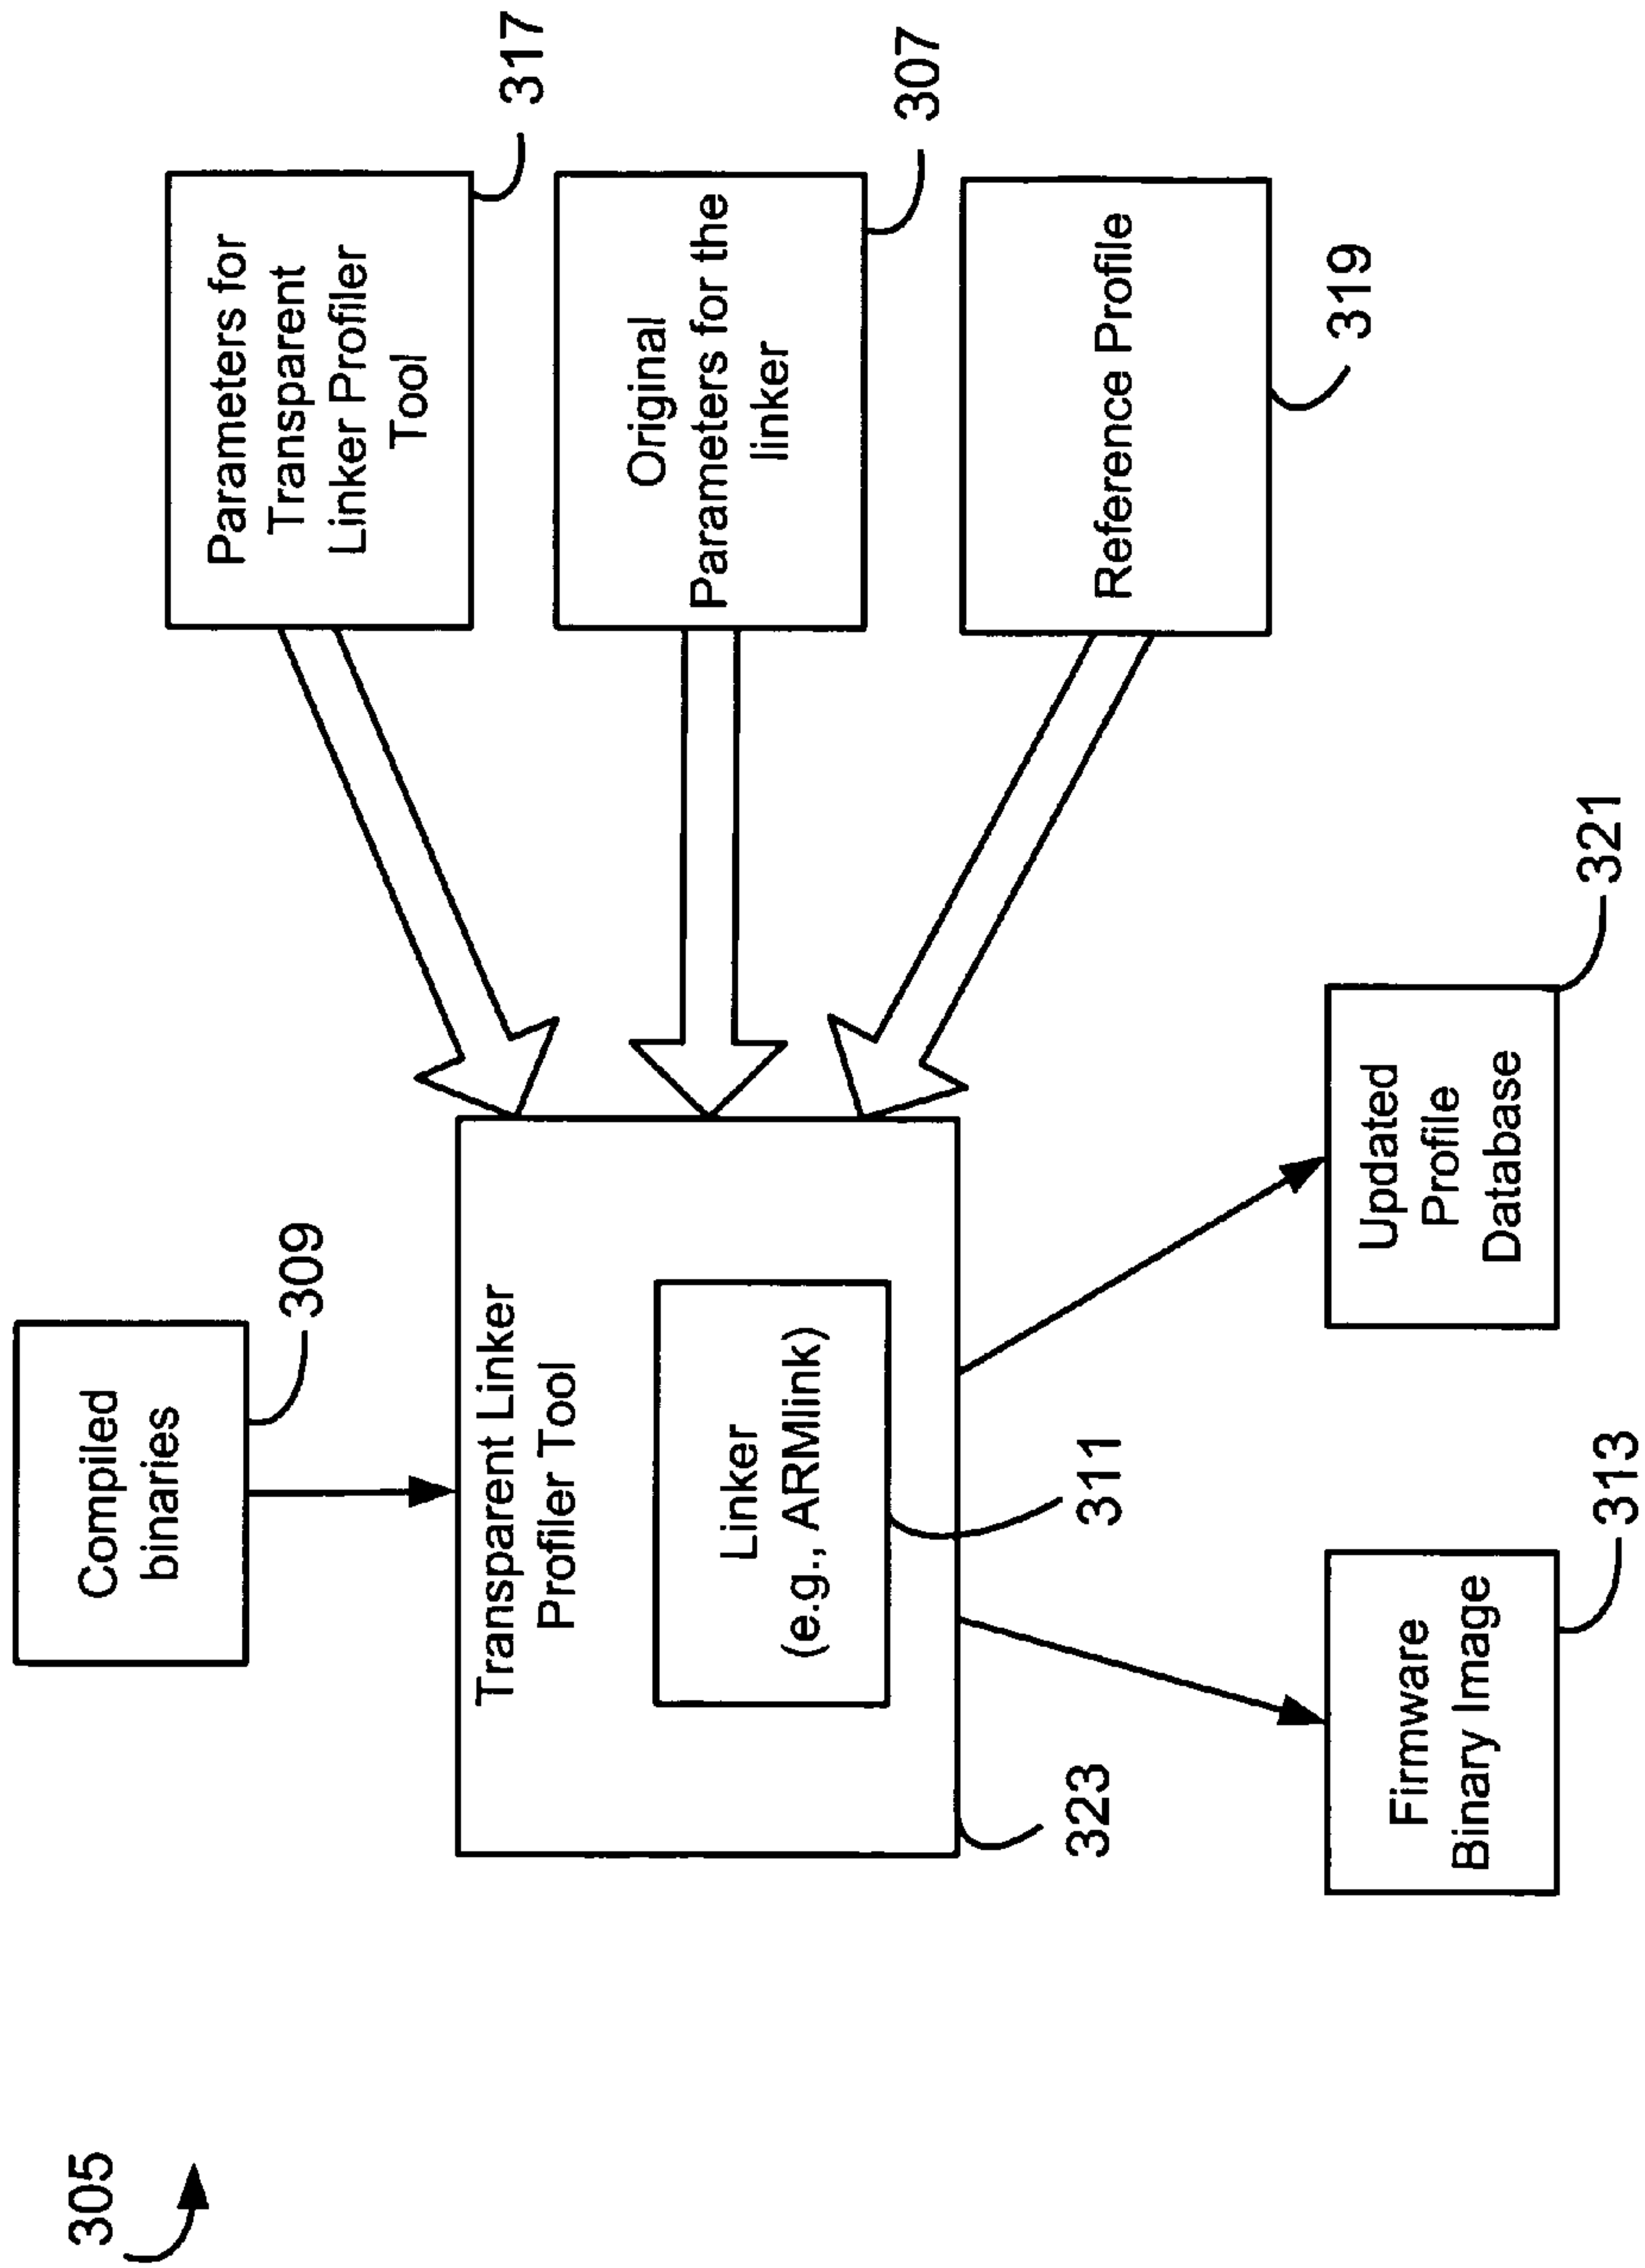 305
Compiled
binaries
309
Transparent Linker
Profiler Tool
Linker
(e.g., ARMlink)
311
323
Parameters for
Transparent
Linker Profiler
Tool
317
Original
Parameters for the
linker
307
Reference Profile
319
Firmware
Binary Image
313
Updated
Profile
Database
321